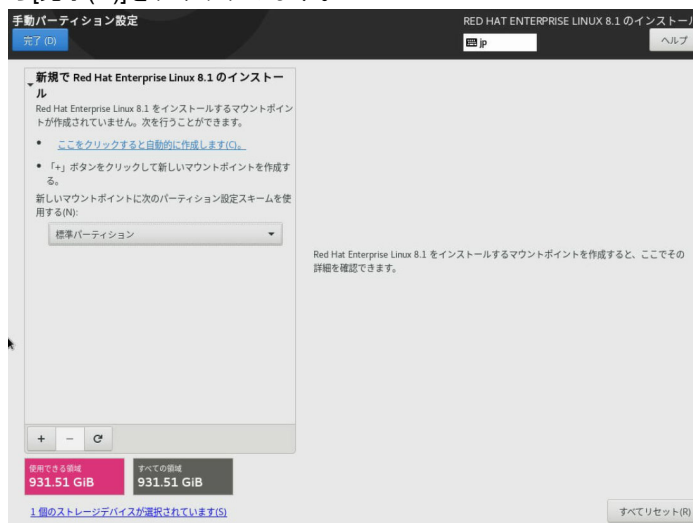 手動パーティション設定
RED HAT ENTERPRISE LINUX 8.1 のインストール
完了 (D)
jp
ヘルプ
新規で Red Hat Enterprise Linux 8.1 のインストー
ル
Red Hat Enterprise Linux 8.1 をインストールするマウントポイン
トが作成されていません。次を行うことができます。
• ここをクリックすると自動的に作成します(C)。
• 「+」ボタンをクリックして新しいマウントポイントを作成す
る。
新しいマウントポイントに次のパーティション設定スキームを使
用する(N):
標準パーティション
Red Hat Enterprise Linux 8.1 をインストールするマウントポイントを作成すると、ここでその
詳細を確認できます。
+ −
使用できる領域
931.51 GiB
すべての領域
931.51 GiB
1 個のストレージデバイスが選択されています(S)
すべてリセット(R)